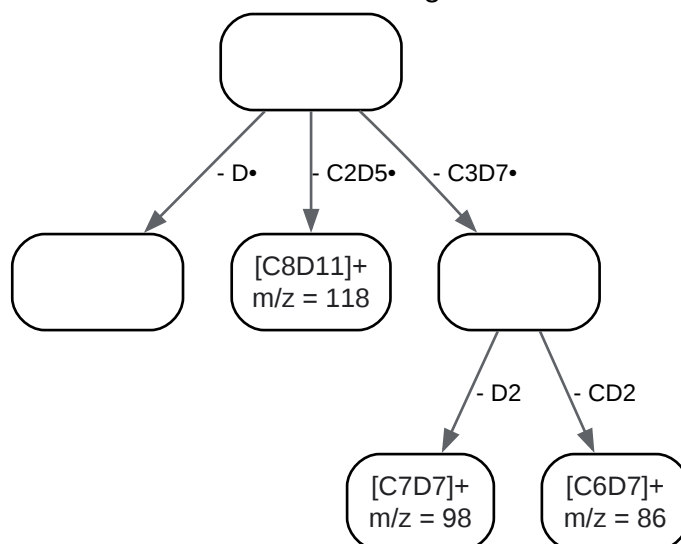 - D•
- C2D5•
- C3D7•
[C8D11]+
m/z = 118
- D2
- CD2
[C7D7]+
m/z = 98
[C6D7]+
m/z = 86